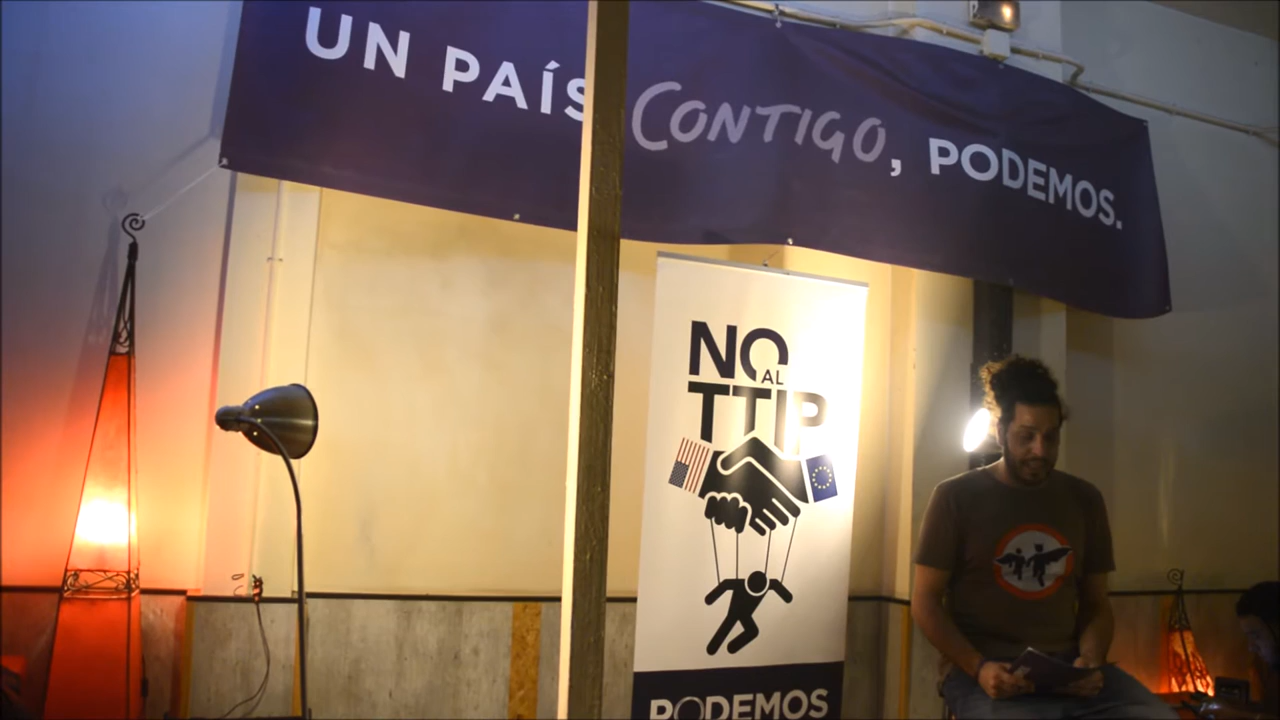 UN PAÍS CONTIGO, PODEMOS.
NO
AL
TTIP
PODEMOS